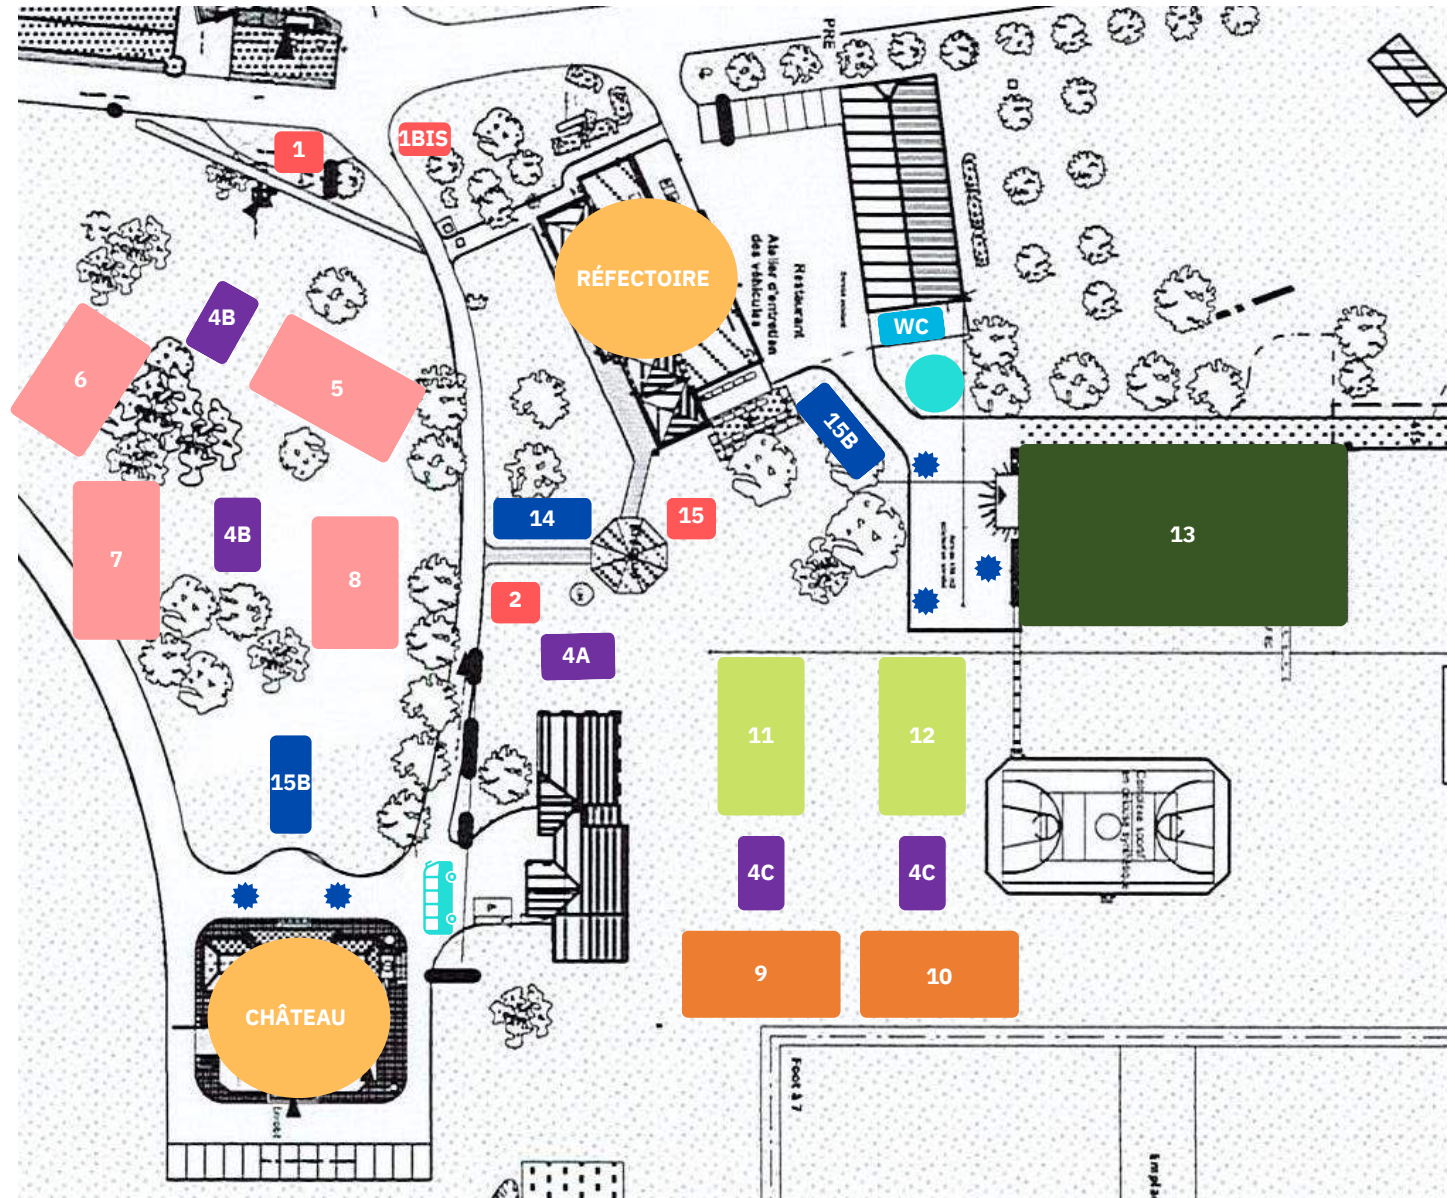 PRE
1
1BIS
RÉFECTOIRE
Restaurant
Atelier d'entretien
des véhicules
4B
WC
6
5
15B
14
15
4B
13
7
8
2
4A
11
12
15B
4C
4C
9
10
CHÂTEAU
Foot à 7